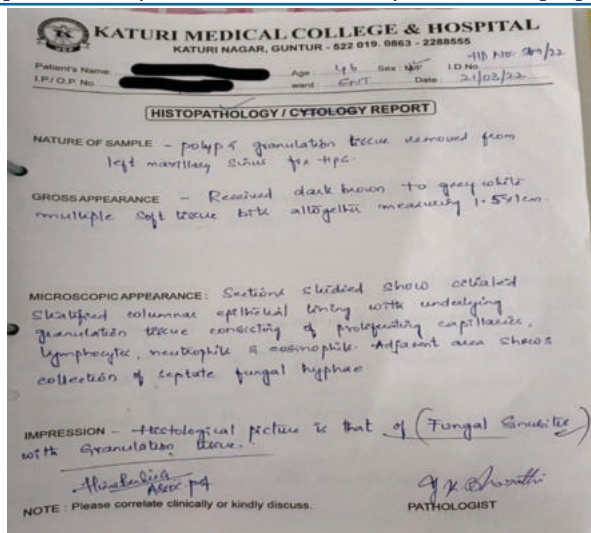 KATURI MEDICAL COLLEGE & HOSPITAL
KATURI NAGAR, GUNTUR - 522 019. 0863 - 2288555
Patient's Name Age 46 Sex : M/F I.D No.
I.P./ O.P. No. ward : ENT Date 21/03/22
HISTOPATHOLOGY / CYTOLOGY REPORT
NATURE OF SAMPLE - polyp & granulation tissue removed from
left maxillary sinus for HPE.
GROSS APPEARANCE - Received dark brown to grey white
multiple soft tissue bits altogether measuring 1.5x1cm.
MICROSCOPIC APPEARANCE : Sections studied show ciliated
stratified columnar epithelial lining with underlying
granulation tissue consisting of proliferating capillaries,
lymphocytes, neutrophils & eosinophils. Adjacent area shows
collection of septate fungal hyphae
IMPRESSION - Histological picture is that of (Fungal Sinusitis)
with Granulation tissue.
Asso. prof
NOTE : Please correlate clinically or kindly discuss.
PATHOLOGIST